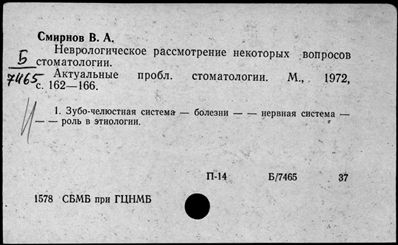 Смирнов В. А.
Б Неврологическое рассмотрение некоторых вопросов
стоматологии.
7465 Актуальные пробл. стоматологии. М., 1972,
с. 162—166.
1. Зубо-челюстная система — болезни — — нервная система —
— — роль в этнологии.
П-14 Б/7465 37
1578 СБМБ при ГЦНМБ